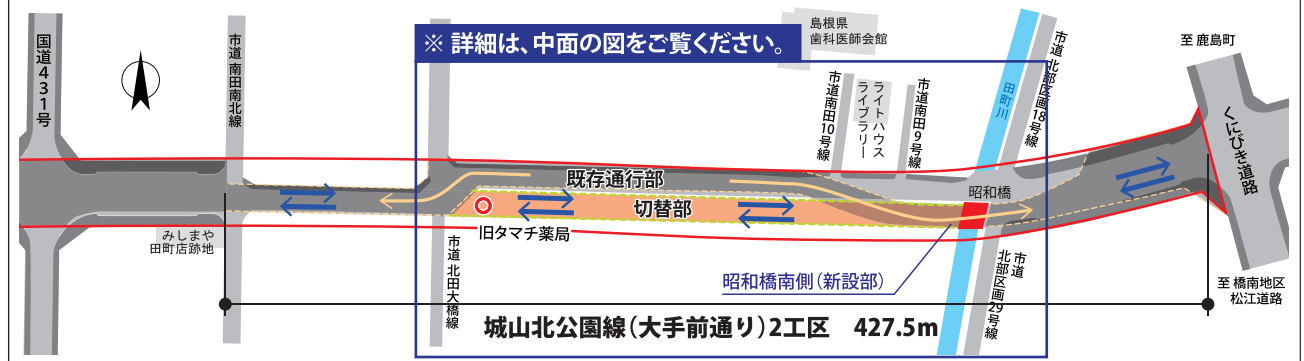 国道431号
市道 南田南北線
※ 詳細は、中面の図をご覧ください。
島根県
歯科医師会館
市道南田10号線
ライトハウス
ライブラリー
市道南田9号線
田町川
市道 北部区画18号線
至 鹿島町
くにびき道路
既存通行部
切替部
昭和橋
旧タマチ薬局
みしまや
田町店跡地
市道 北田大橋線
昭和橋南側(新設部)
市道
北部区画29号線
至 橋南地区
松江道路
城山北公園線(大手前通り)2工区 427.5m